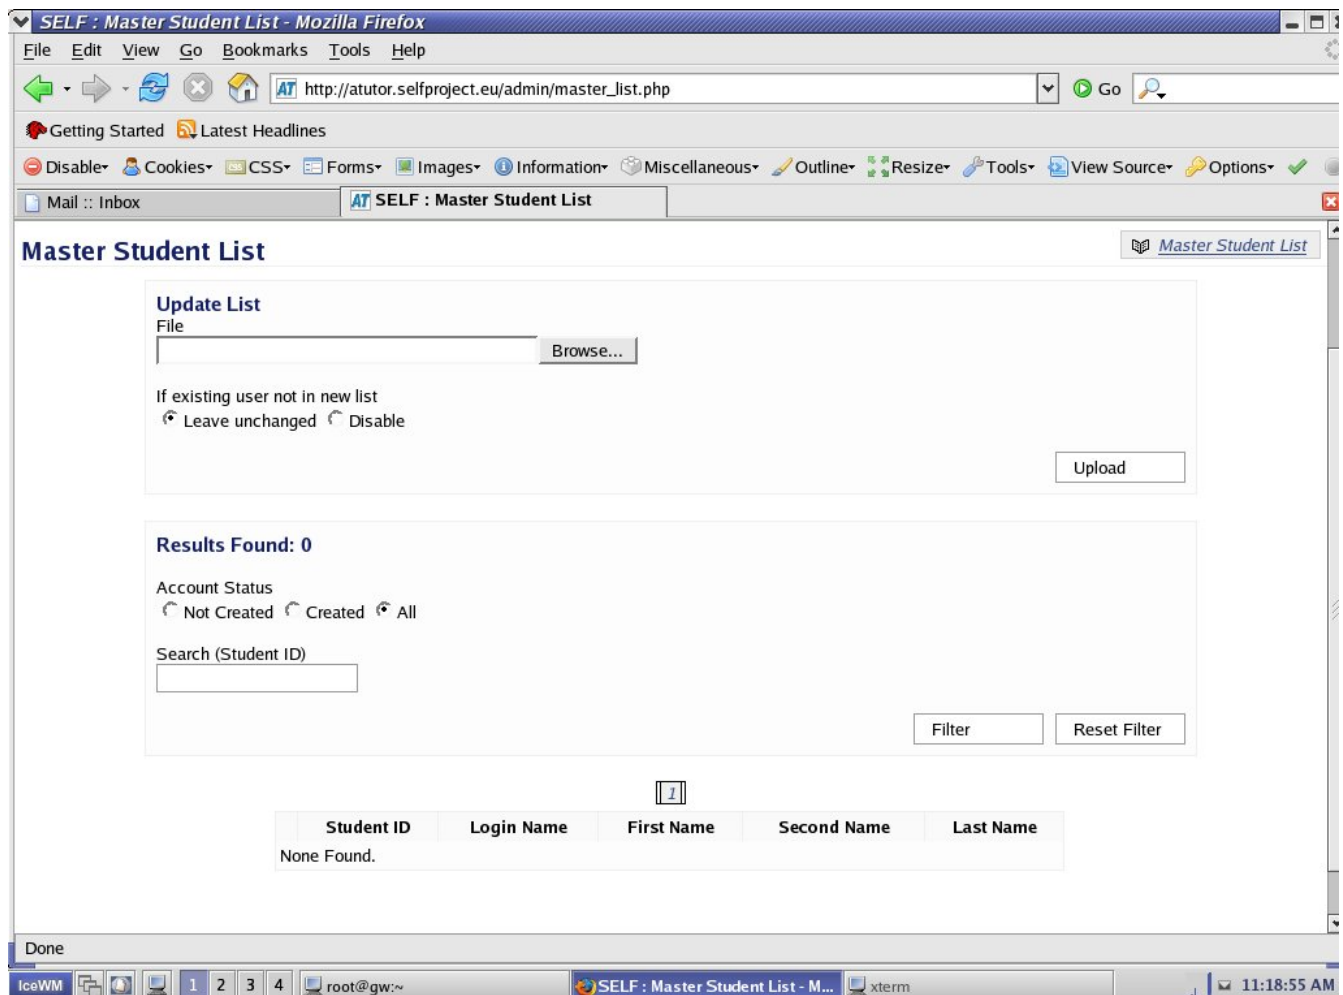 SELF : Master Student List - Mozilla Firefox
File Edit View Go Bookmarks Tools Help
AT http://atutor.selfproject.eu/admin/master_list.php Go
Getting Started Latest Headlines
Disable Cookies CSS Forms Images Information Miscellaneous Outline Resize Tools View Source Options
Mail :: Inbox AT SELF : Master Student List
Master Student List Master Student List
Update List
File
Browse...
If existing user not in new list
Leave unchanged Disable
Upload
Results Found: 0
Account Status
Not Created Created All
Search (Student ID)
Filter Reset Filter
1
Student ID Login Name First Name Second Name Last Name
None Found.
Done
IceWM 1 2 3 4 root@gw:~ SELF : Master Student List - M... xterm 11:18:55 AM